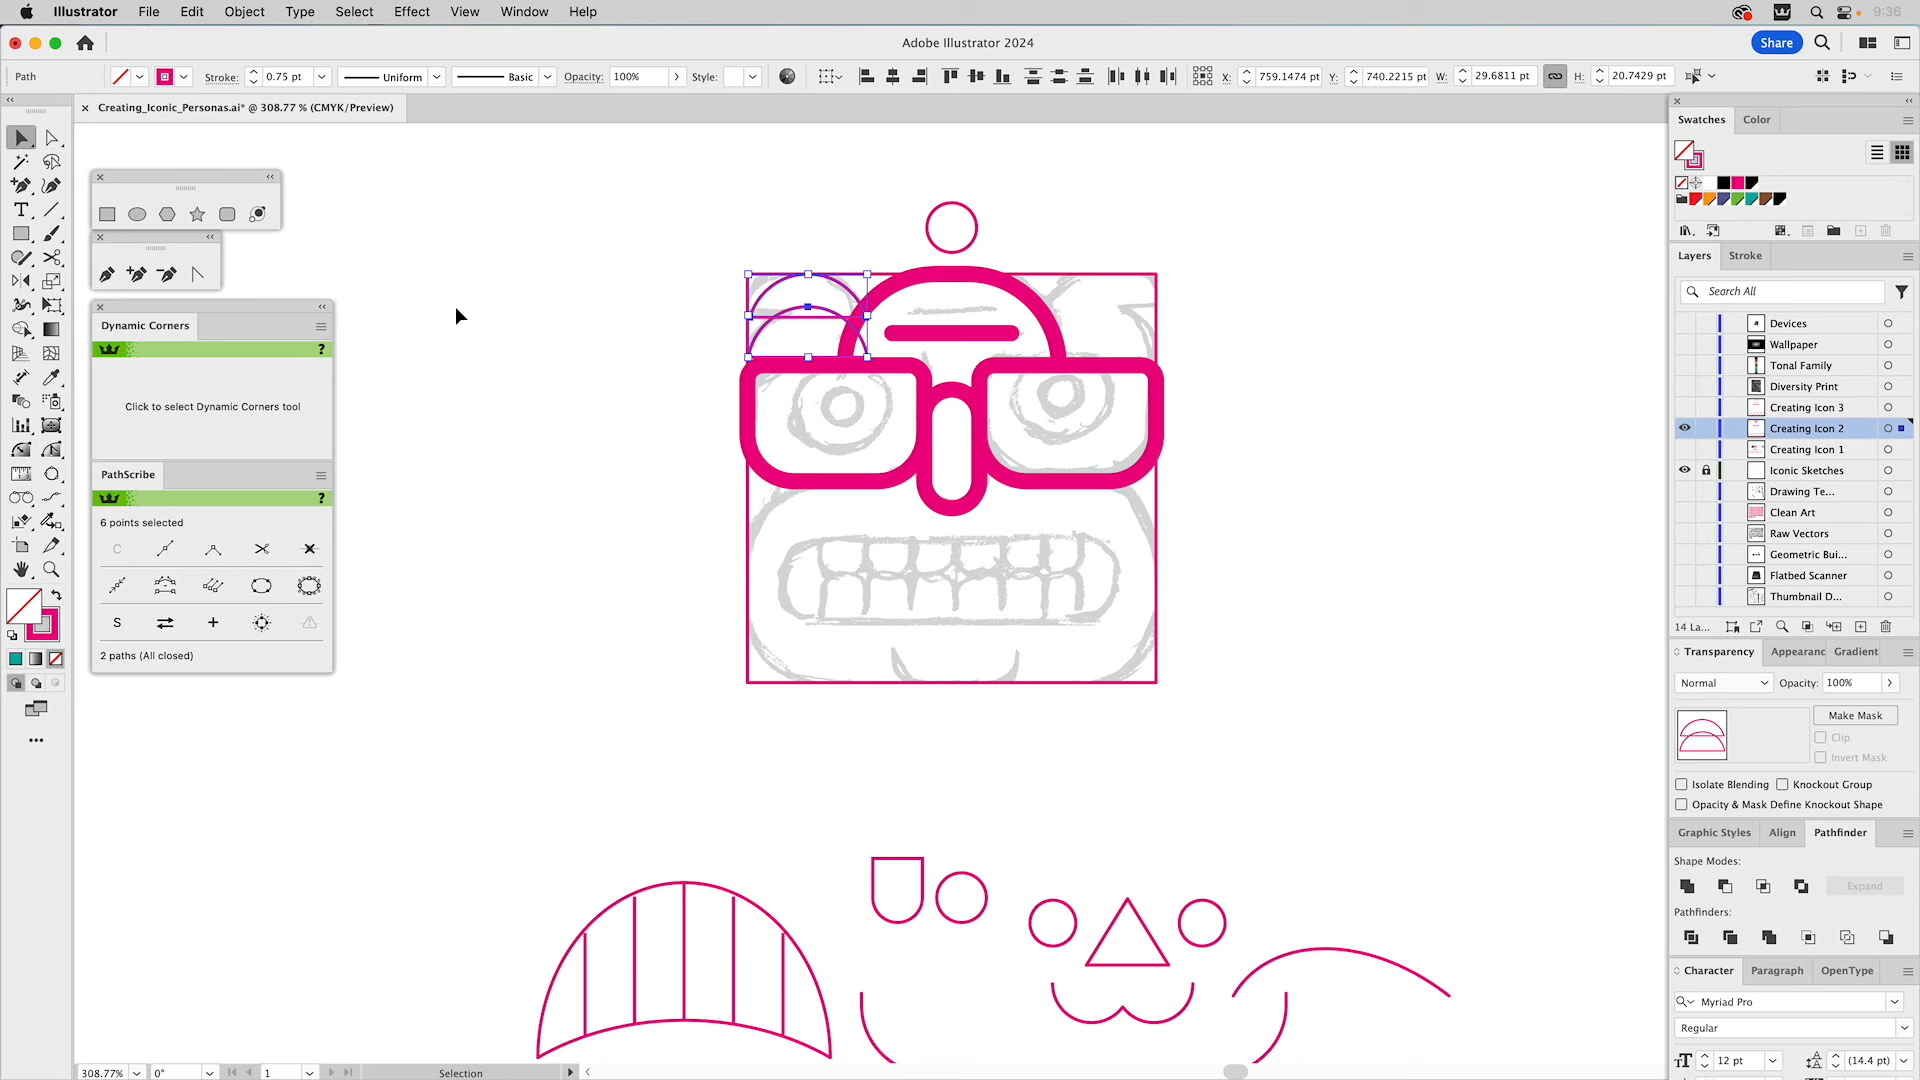 Illustrator File Edit Object Type Select Effect View Window Help 9:36
Adobe Illustrator 2024 Share
Path Stroke: 0.75 pt Uniform Basic Opacity: 100% Style: X: 759.1474 pt Y: 740.2215 pt W: 29.6811 pt H: 20.7429 pt
Creating_Iconic_Personas.ai* @ 308.77 % (CMYK/Preview)
Dynamic Corners
?
Click to select Dynamic Corners tool
PathScribe
?
6 points selected
C
S
2 paths (All closed)
Swatches Color
Layers Stroke
Search All
Devices
Wallpaper
Tonal Family
Diversity Print
Creating Icon 3
Creating Icon 2
Creating Icon 1
Iconic Sketches
Drawing Te...
Clean Art
Raw Vectors
Geometric Bui...
Flatbed Scanner
Thumbnail D...
14 La...
Transparency Appearanc Gradient
Normal Opacity: 100%
Make Mask
Clip
Invert Mask
Isolate Blending Knockout Group
Opacity & Mask Define Knockout Shape
Graphic Styles Align Pathfinder
Shape Modes:
Expand
Pathfinders:
Character Paragraph OpenType
Myriad Pro
Regular
12 pt (14.4 pt)
308.77% 0° 1 Selection